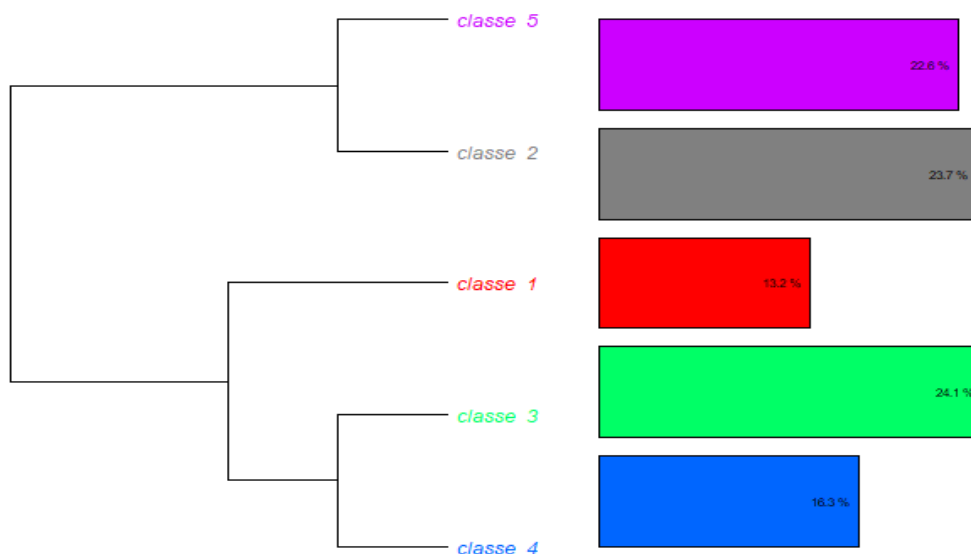 classe 5
22.6 %
classe 2
23.7 %
classe 1
13.2 %
classe 3
24.1 %
classe 4
16.3 %